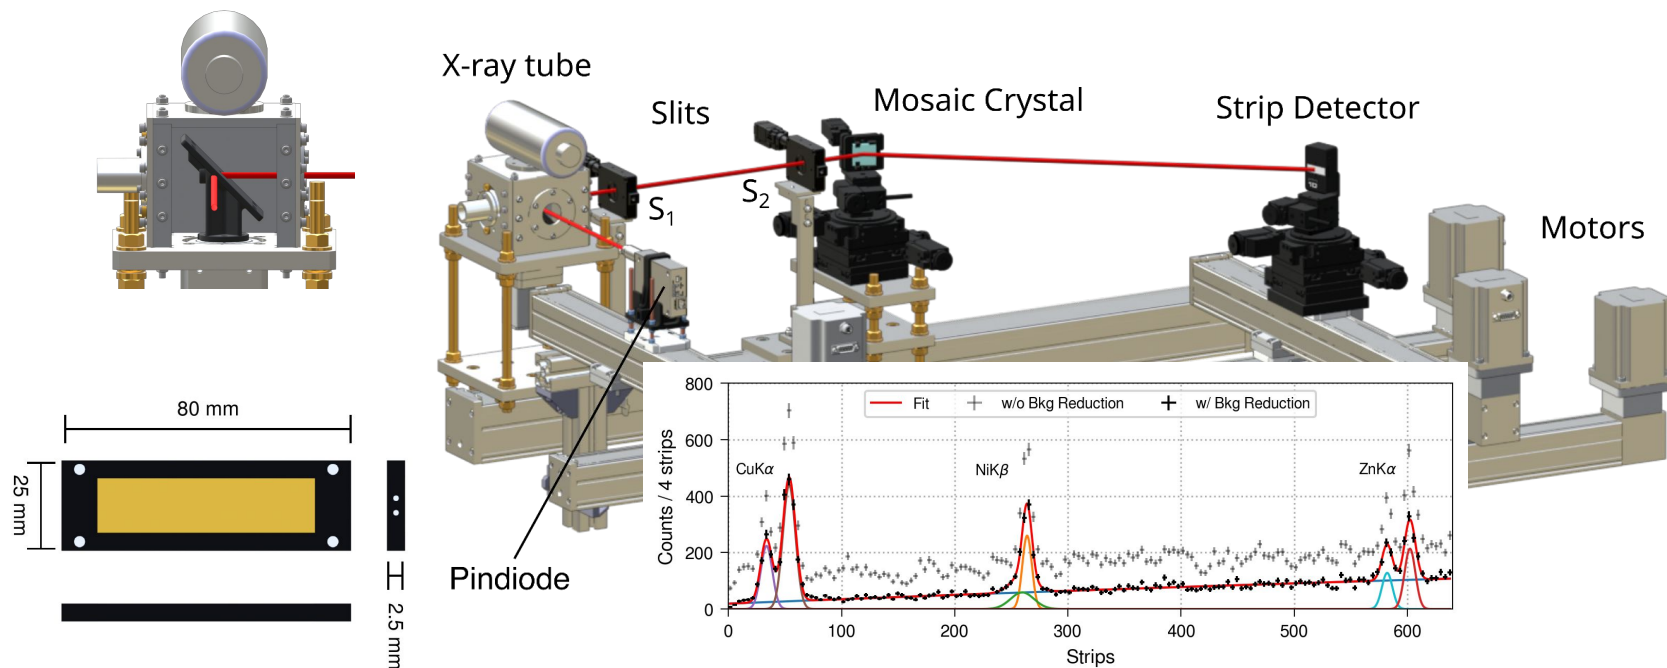 X-ray tube
Slits
Mosaic Crystal
Strip Detector
S1
S2
Motors
80 mm
25 mm
2.5 mm
Pindiode
Fit
w/o Bkg Reduction
w/ Bkg Reduction
CuKα
NiKβ
ZnKα
Counts / 4 strips
800
600
400
200
0
0 100 200 300 400 500 600
Strips